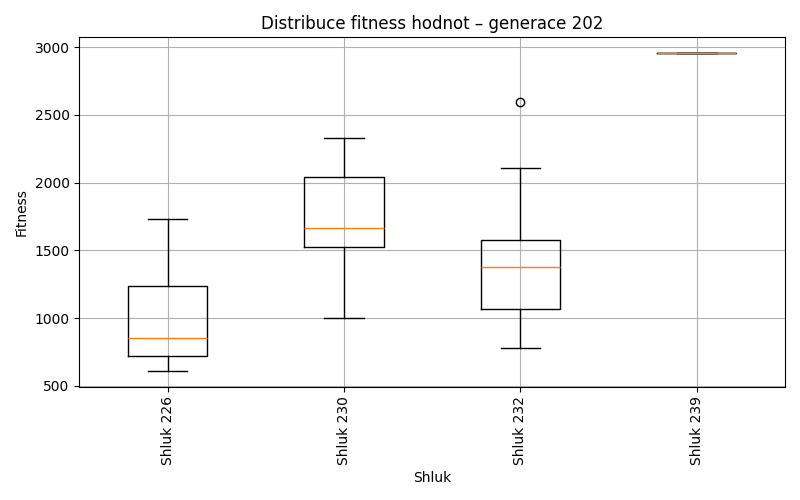 Distribuce fitness hodnot – generace 202
3000
2500
2000
1500
1000
500
Fitness
Shluk 226
Shluk 230
Shluk 232
Shluk 239
Shluk